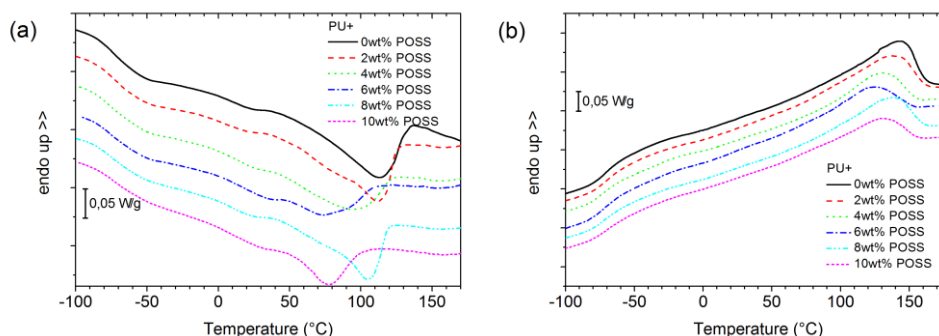 (a)
PU+
0wt% POSS
2wt% POSS
4wt% POSS
6wt% POSS
8wt% POSS
10wt% POSS
endo up >>
0,05 W/g
-100
-50
0
50
100
150
Temperature (°C)
(b)
0,05 W/g
endo up >>
PU+
0wt% POSS
2wt% POSS
4wt% POSS
6wt% POSS
8wt% POSS
10wt% POSS
-100
-50
0
50
100
150
Temperature (°C)